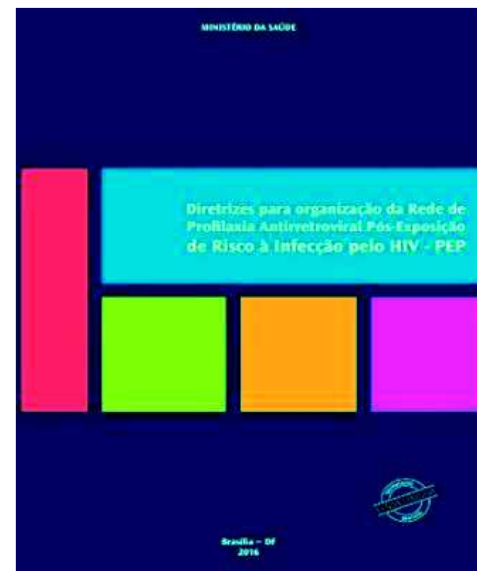 MINISTÉRIO DA SAÚDE
Diretrizes para organização da Rede de
Profilaxia Antirretroviral Pós-Exposição
de Risco à Infecção pelo HIV - PEP
Brasília – DF
2016